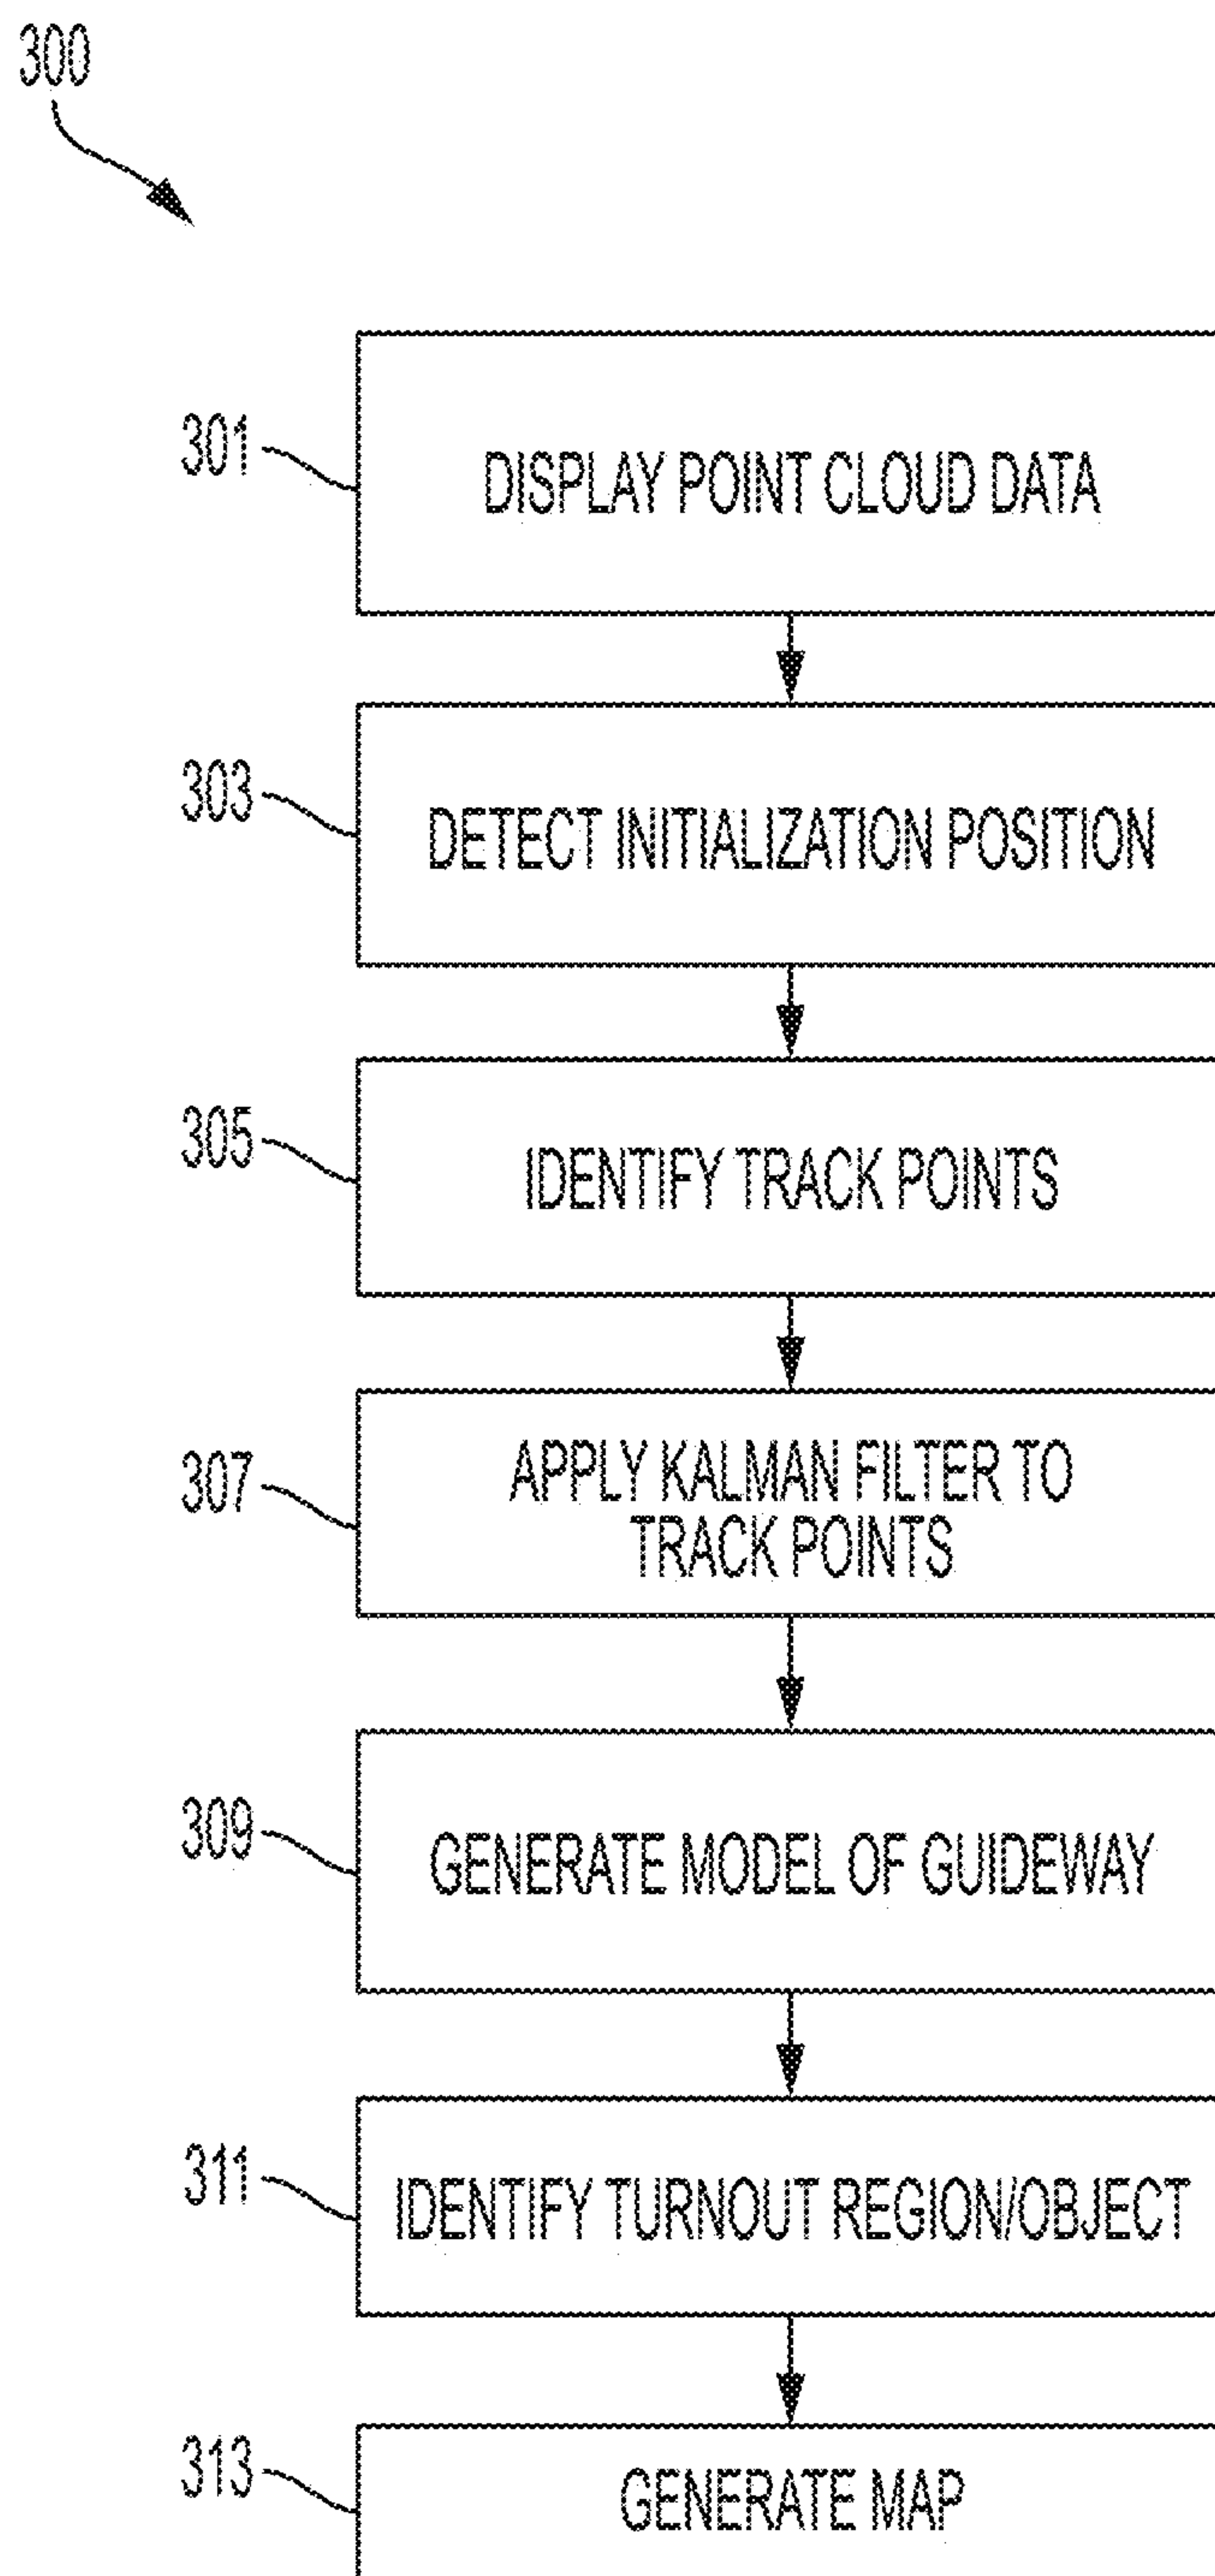 300
301
DISPLAY POINT CLOUD DATA
303
DETECT INITIALIZATION POSITION
305
IDENTIFY TRACK POINTS
307
APPLY KALMAN FILTER TO
TRACK POINTS
309
GENERATE MODEL OF GUIDEWAY
311
IDENTIFY TURNOUT REGION/OBJECT
313
GENERATE MAP